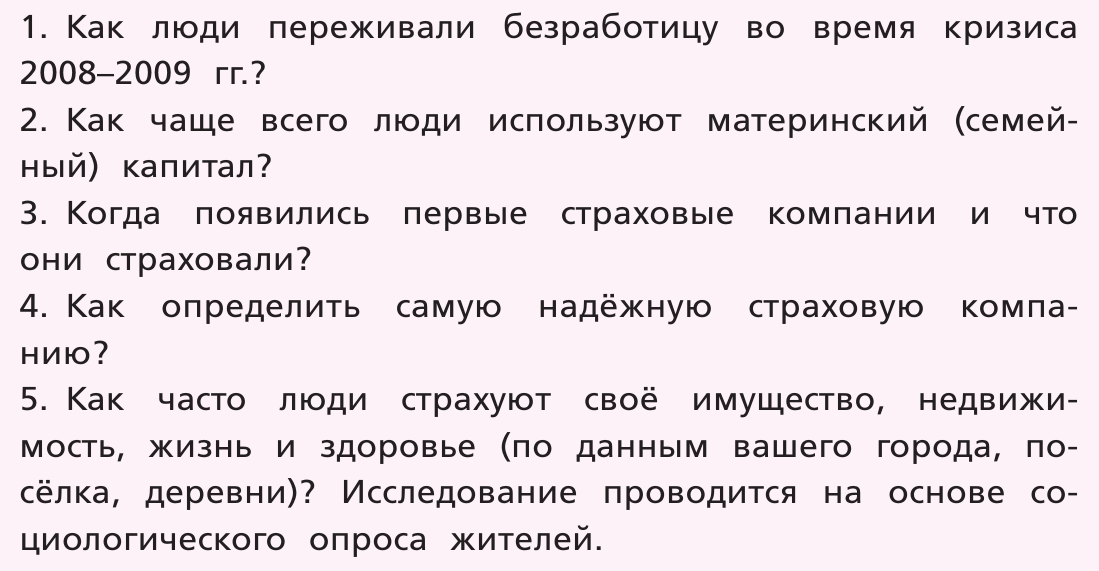 1. Как люди переживали безработицу во время кризиса
2008–2009 гг.?
2. Как чаще всего люди используют материнский (семей-
ный) капитал?
3. Когда появились первые страховые компании и что
они страховали?
4. Как определить самую надёжную страховую компа-
нию?
5. Как часто люди страхуют своё имущество, недвижи-
мость, жизнь и здоровье (по данным вашего города, по-
сёлка, деревни)? Исследование проводится на основе со-
циологического опроса жителей.